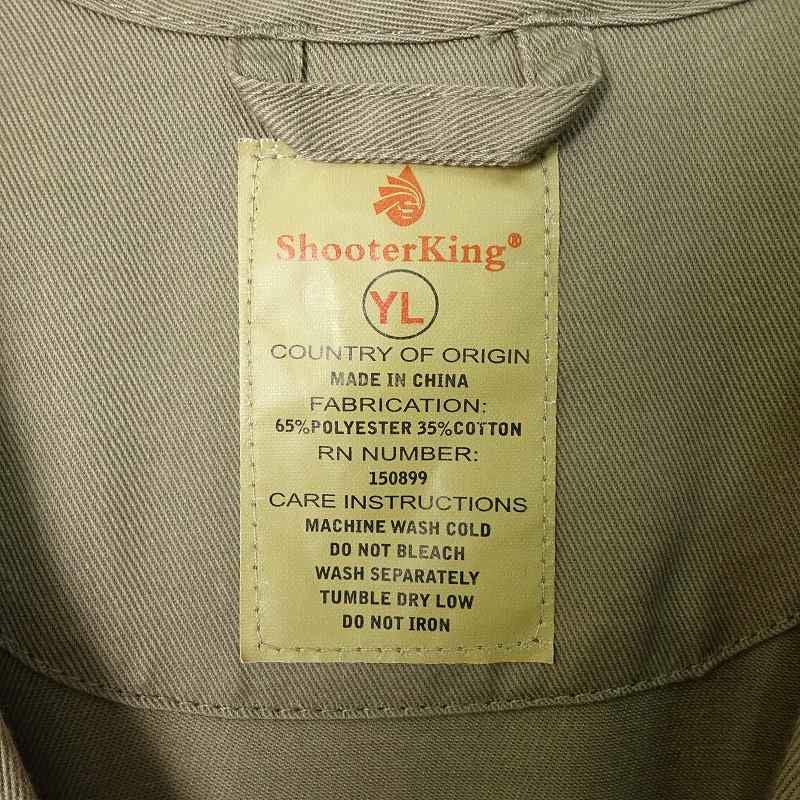 ShooterKing®
YL
COUNTRY OF ORIGIN
MADE IN CHINA
FABRICATION:
65%POLYESTER 35%COTTON
RN NUMBER:
150899
CARE INSTRUCTIONS
MACHINE WASH COLD
DO NOT BLEACH
WASH SEPARATELY
TUMBLE DRY LOW
DO NOT IRON